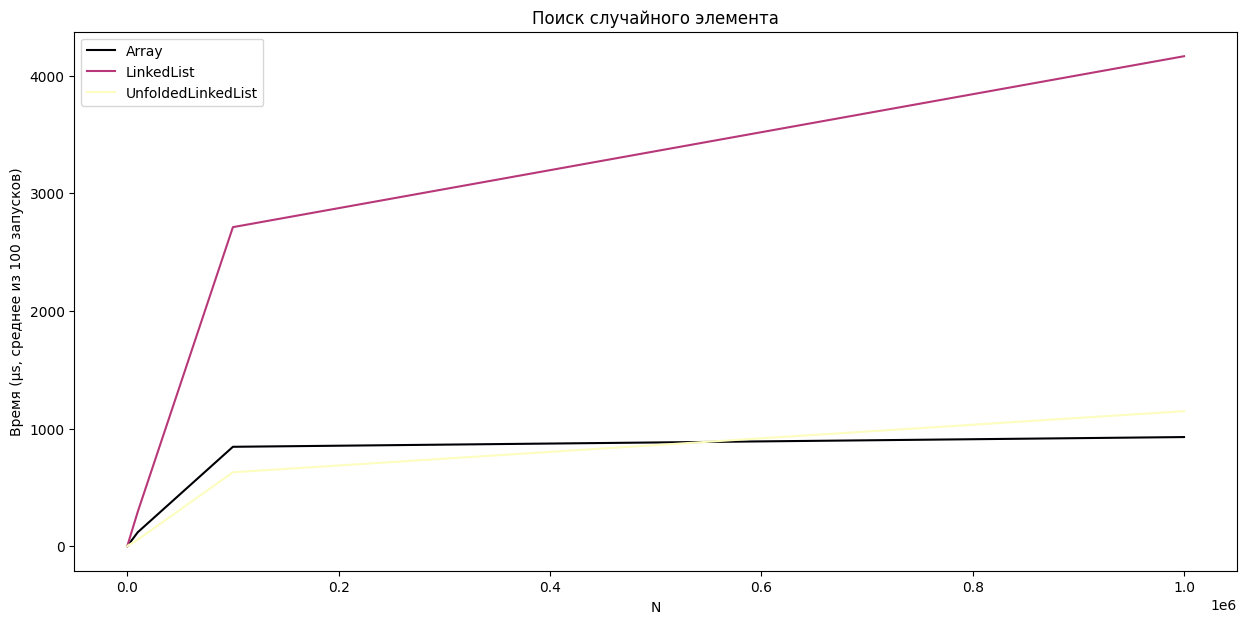 Поиск случайного элемента
Array
LinkedList
UnfoldedLinkedList
Время (μs, среднее из 100 запусков)
4000
3000
2000
1000
0
0.0 0.2 0.4 0.6 0.8 1.0
1e6
N